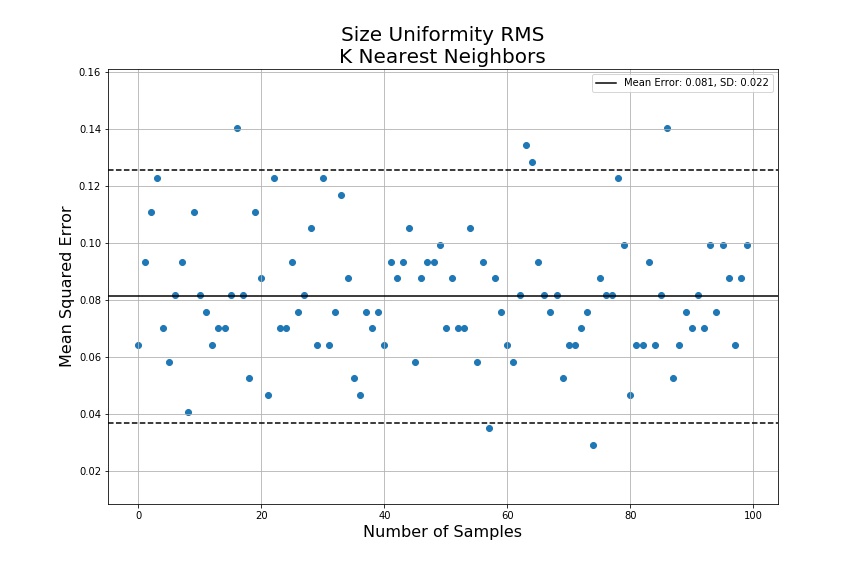 Size Uniformity RMS
K Nearest Neighbors
Mean Error: 0.081, SD: 0.022
Mean Squared Error
0.16
0.14
0.12
0.10
0.08
0.06
0.04
0.02
0 20 40 60 80 100
Number of Samples